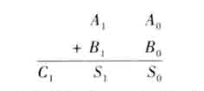 A₁ A₀
+ B₁ B₀
C₁ S₁ S₀